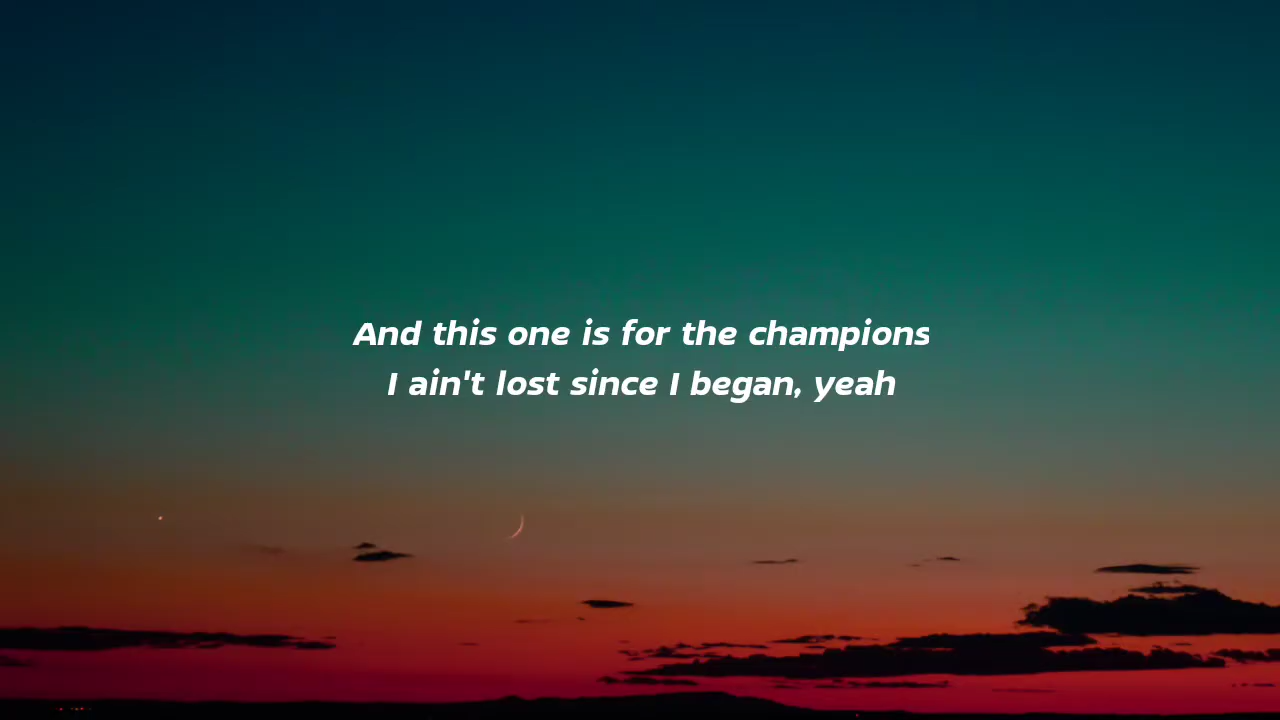 And this one is for the champions
I ain't lost since I began, yeah